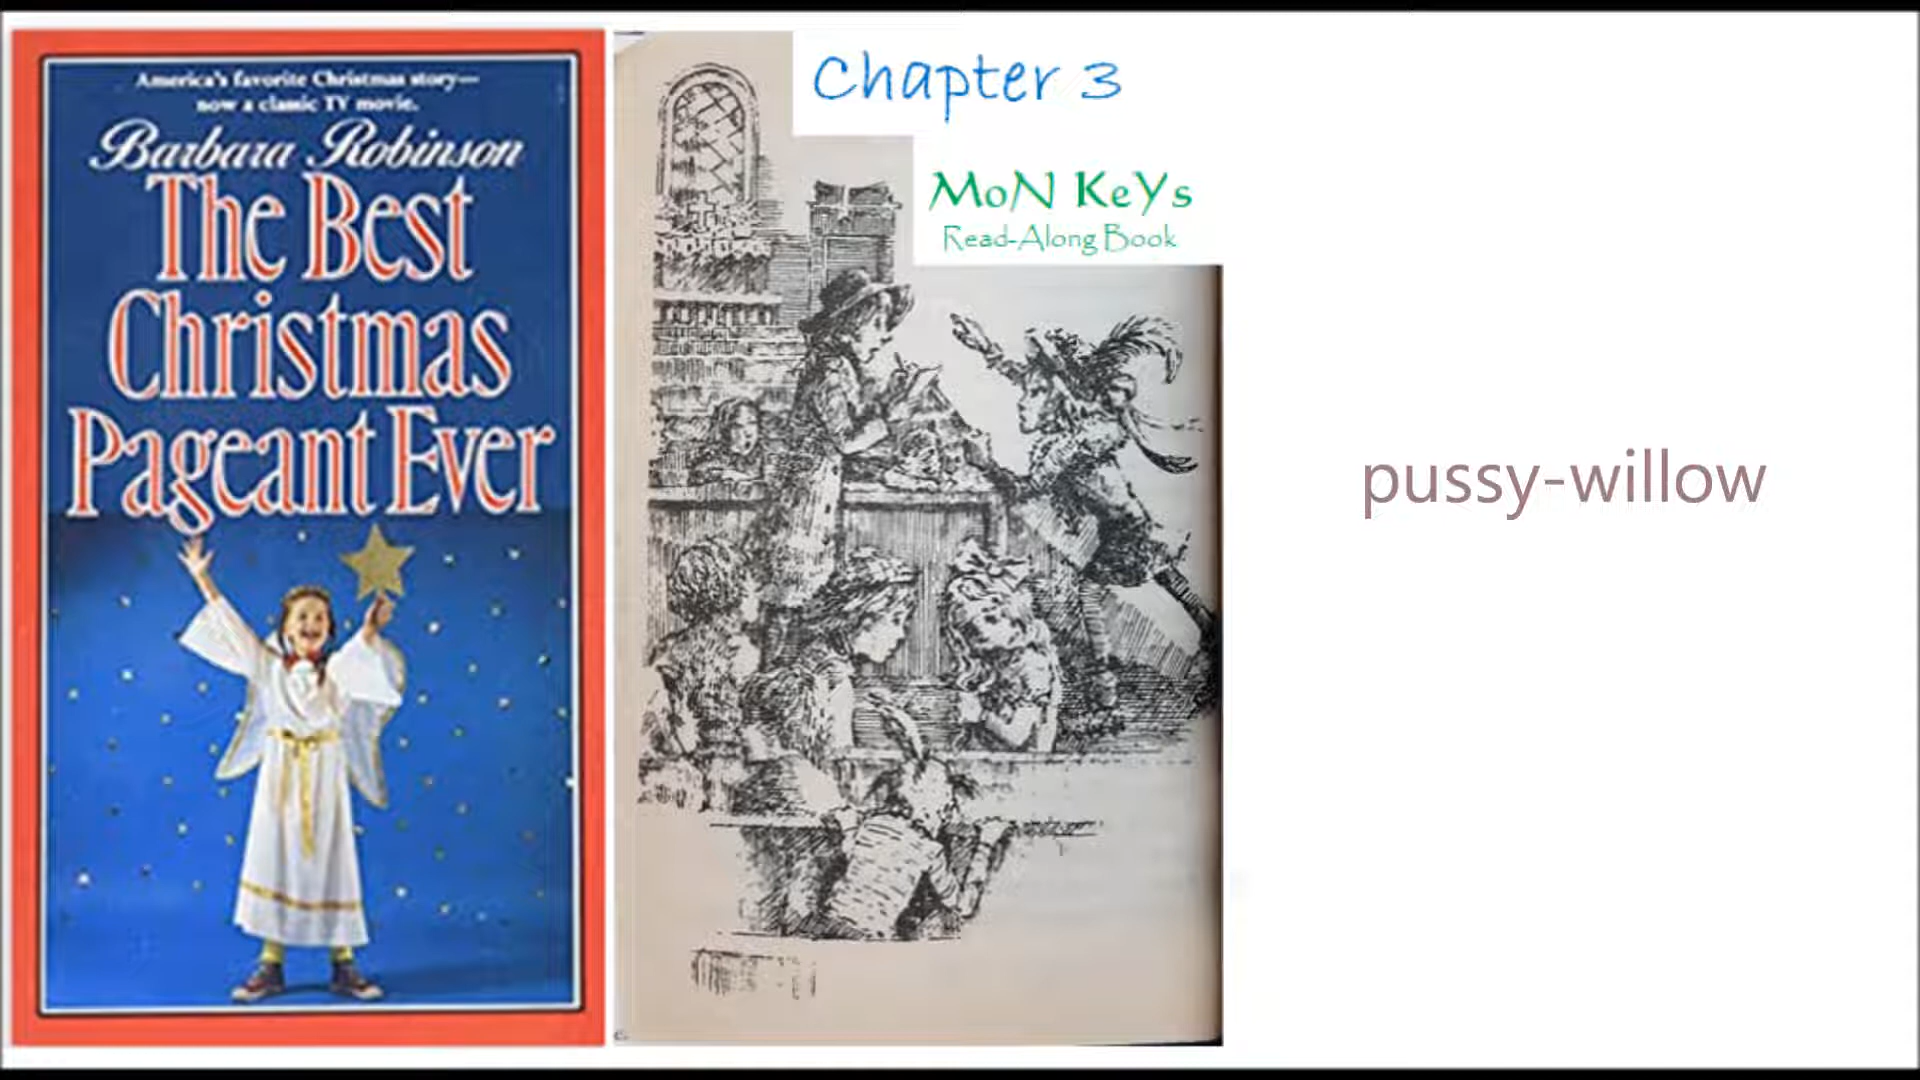 America's favorite Christmas story—
now a classic TV movie.
Barbara Robinson
The Best
Christmas
Pageant Ever
Chapter 3
MoN KeYs
Read-Along Book
pussy-willow